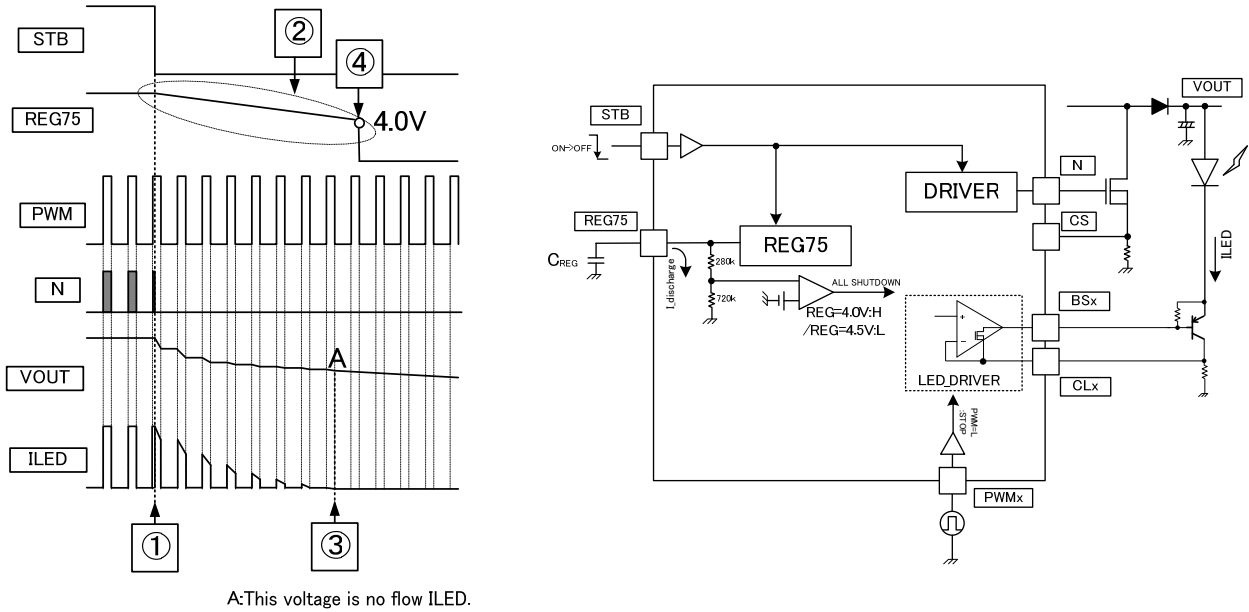 STB
②
④
REG75
4.0V
PWM
N
VOUT
A
ILED
①
③
A:This voltage is no flow ILED.
VOUT
STB
ON->OFF
N
DRIVER
REG75
CS
CREG
REG75
I_discharge
280k
720k
ALL SHUTDOWN
REG=4.0V:H
/REG=4.5V:L
ILED
BSx
+
-
LED_DRIVER
CLx
PWM=L
:STOP
PWMx